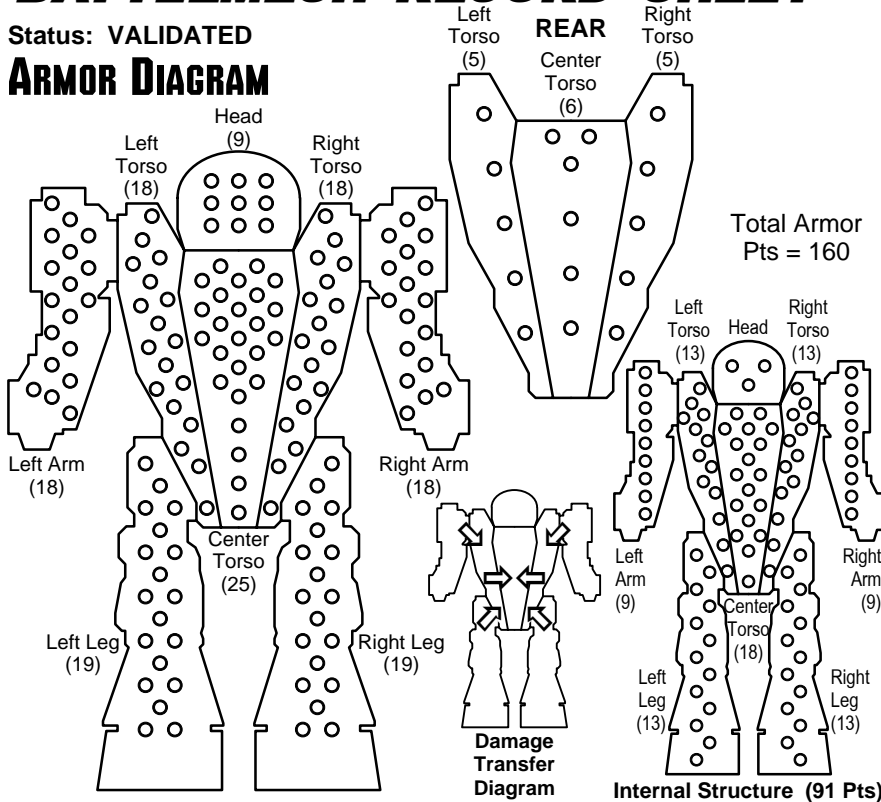 BATTLEMECH RECORD SHEET
Status: VALIDATED
ARMOR DIAGRAM
Head
(9)
Left
Torso
(18)
Right
Torso
(18)
Left Arm
(18)
Right Arm
(18)
Center
Torso
(25)
Left Leg
(19)
Right Leg
(19)
Left
Torso
(5)
REAR
Center
Torso
(6)
Right
Torso
(5)
Total Armor
Pts = 160
Left
Torso
(13)
Head
Right
Torso
(13)
Left
Arm
(9)
Right
Arm
(9)
Center
Torso
(18)
Left
Leg
(13)
Right
Leg
(13)
Damage
Transfer
Diagram
Internal Structure (91 Pts)